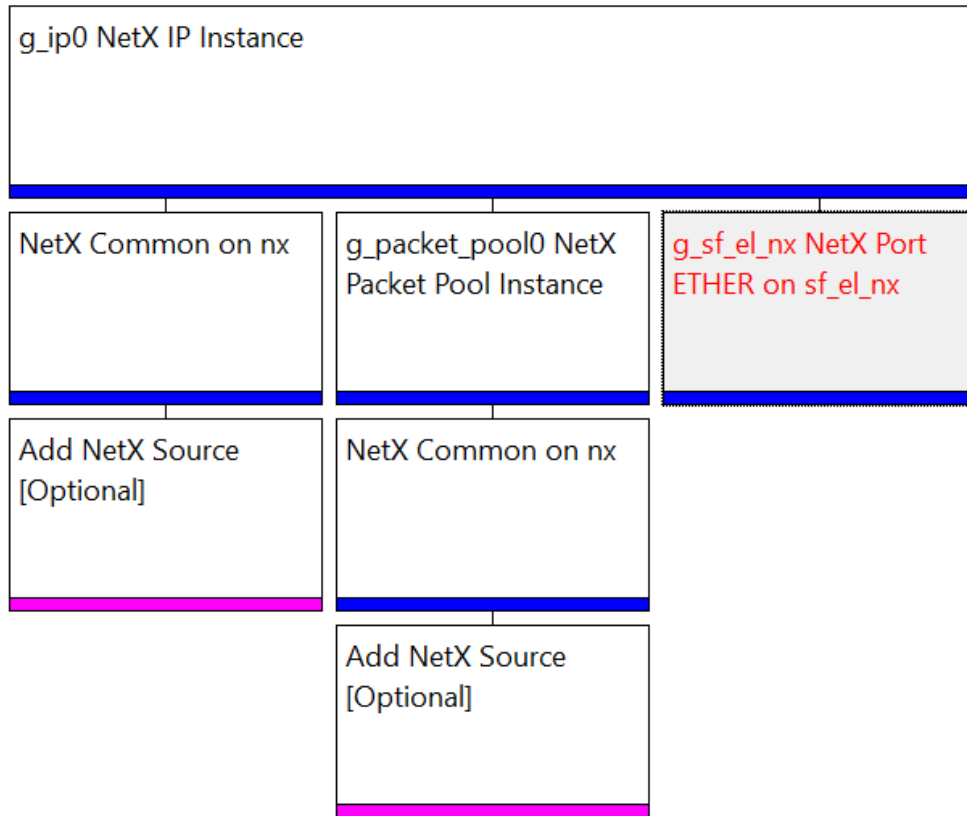 g_ip0 NetX IP Instance
NetX Common on nx
g_packet_pool0 NetX
Packet Pool Instance
g_sf_el_nx NetX Port
ETHER on sf_el_nx
Add NetX Source
[Optional]
NetX Common on nx
Add NetX Source
[Optional]